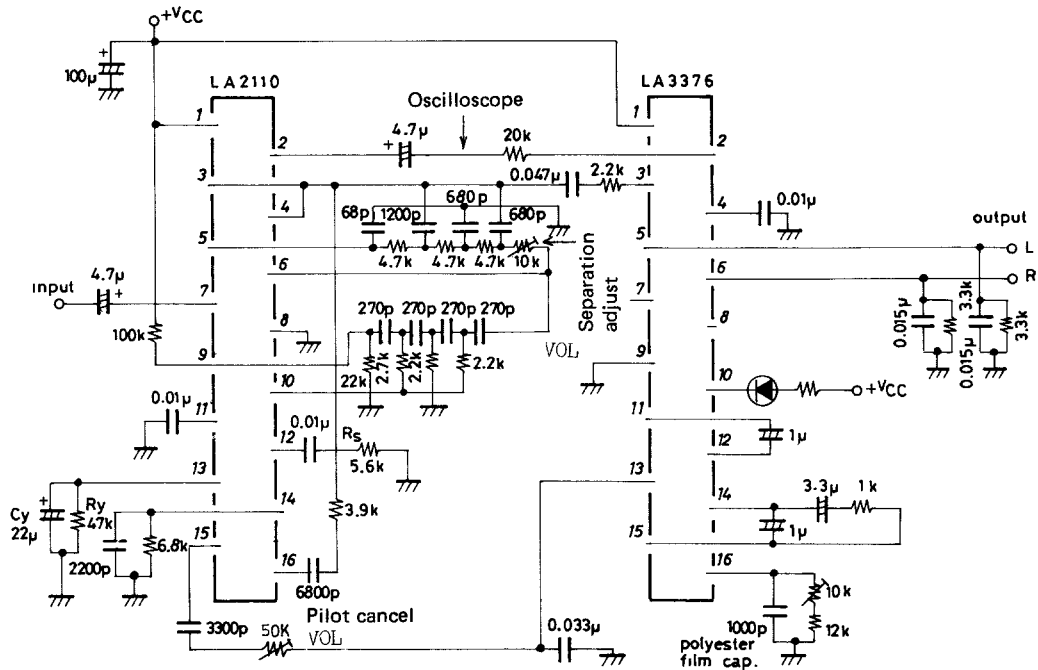 +VCC
100µ
LA2110
LA3376
Oscilloscope
1
2
4.7µ
20k
1
2
3
4
0.047µ
2.2k
3
4
0.01µ
68p
1200p
680p
680p
output
5
4.7k
4.7k
4.7k
10k
5
L
6
6
R
Separation
adjust
input
4.7µ
7
8
7
8
270p
270p
270p
270p
VOL
100k
9
10
22k
2.7k
2.2k
2.2k
9
10
+VCC
0.015µ
3.3k
0.015µ
3.3k
0.01µ
11
12
0.01µ
Rs
5.6k
11
12
1µ
13
14
13
14
3.3µ
1k
Cy
22µ
Ry
47k
2200p
6.8k
15
16
3.9k
15
16
1µ
6800p
Pilot cancel
VOL
3300p
50K
0.033µ
1000p
10k
12k
polyester
film cap.